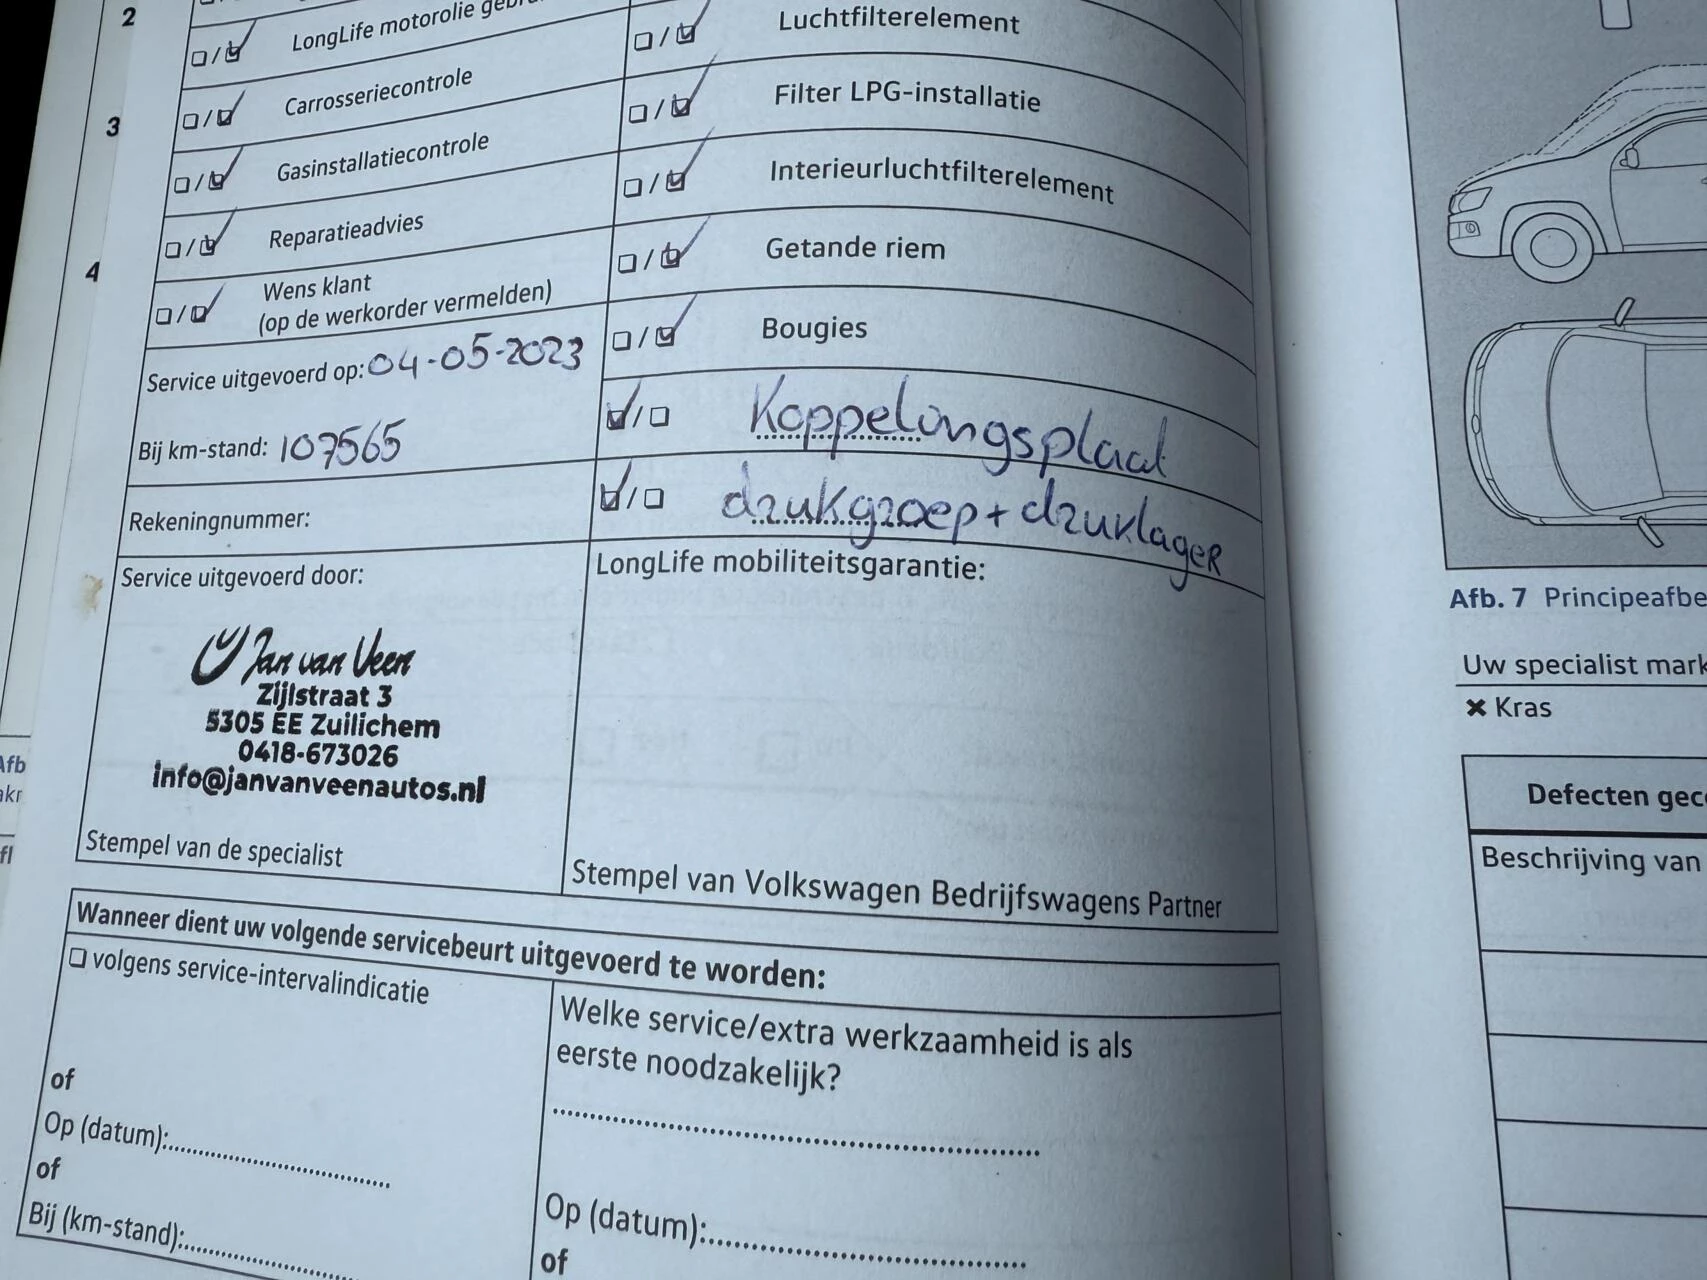 2
LongLife motorolie
Luchtfilterelement
3
Carrosseriecontrole
Filter LPG-installatie
Gasinstallatiecontrole
Interieurluchtfilterelement
Reparatieadvies
Getande riem
4
Wens klant
(op de werkorder vermelden)
Bougies
Service uitgevoerd op: 04-05-2023
Koppelongsplaat
Bij km-stand: 107565
drukgroep + druklager
Rekeningnummer:
Service uitgevoerd door:
LongLife mobiliteitsgarantie:
Jan van Veen
Zijlstraat 3
5305 EE Zuilichem
0418-673026
info@janvanveenautos.nl
Stempel van de specialist
Stempel van Volkswagen Bedrijfswagens Partner
Wanneer dient uw volgende servicebeurt uitgevoerd te worden:
volgens service-intervalindicatie
of
Op (datum):
of
Bij (km-stand):
Welke service/extra werkzaamheid is als
eerste noodzakelijk?
Op (datum):
of
Afb
Afb. 7 Principeafbe
Uw specialist mark
Kras
Defecten gec
Beschrijving van